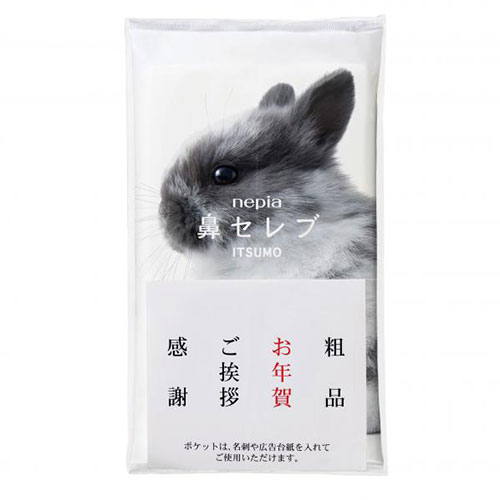 nepia
鼻セレブ
ITSUMO
粗品
お年賀
ご挨拶
感謝
ポケットは、名刺や広告台紙を入れて
ご使用いただけます。